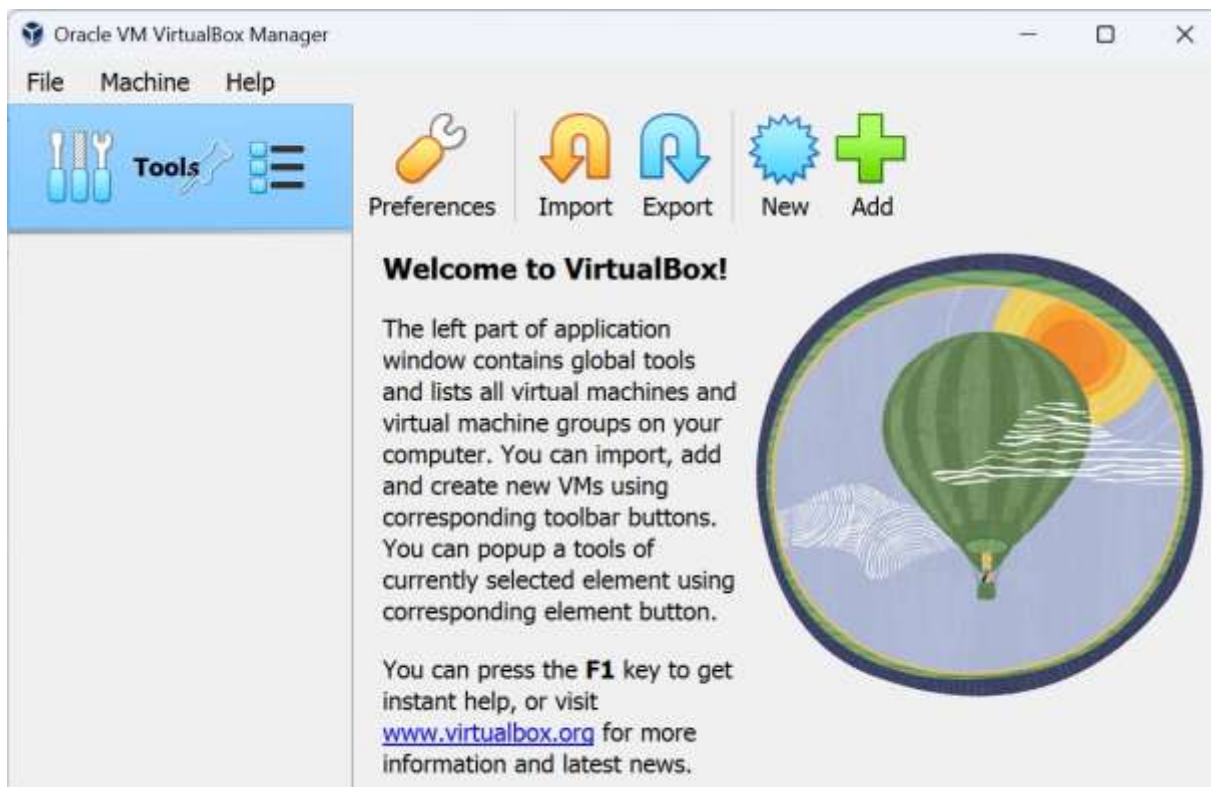 Oracle VM VirtualBox Manager
File Machine Help
Tools
Preferences Import Export New Add
Welcome to VirtualBox!
The left part of application
window contains global tools
and lists all virtual machines and
virtual machine groups on your
computer. You can import, add
and create new VMs using
corresponding toolbar buttons.
You can popup a tools of
currently selected element using
corresponding element button.
You can press the F1 key to get
instant help, or visit
www.virtualbox.org for more
information and latest news.